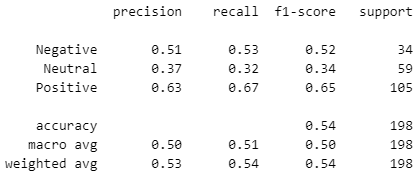 precision recall f1-score support
Negative 0.51 0.53 0.52 34
Neutral 0.37 0.32 0.34 59
Positive 0.63 0.67 0.65 105
accuracy 0.54 198
macro avg 0.50 0.51 0.50 198
weighted avg 0.53 0.54 0.54 198